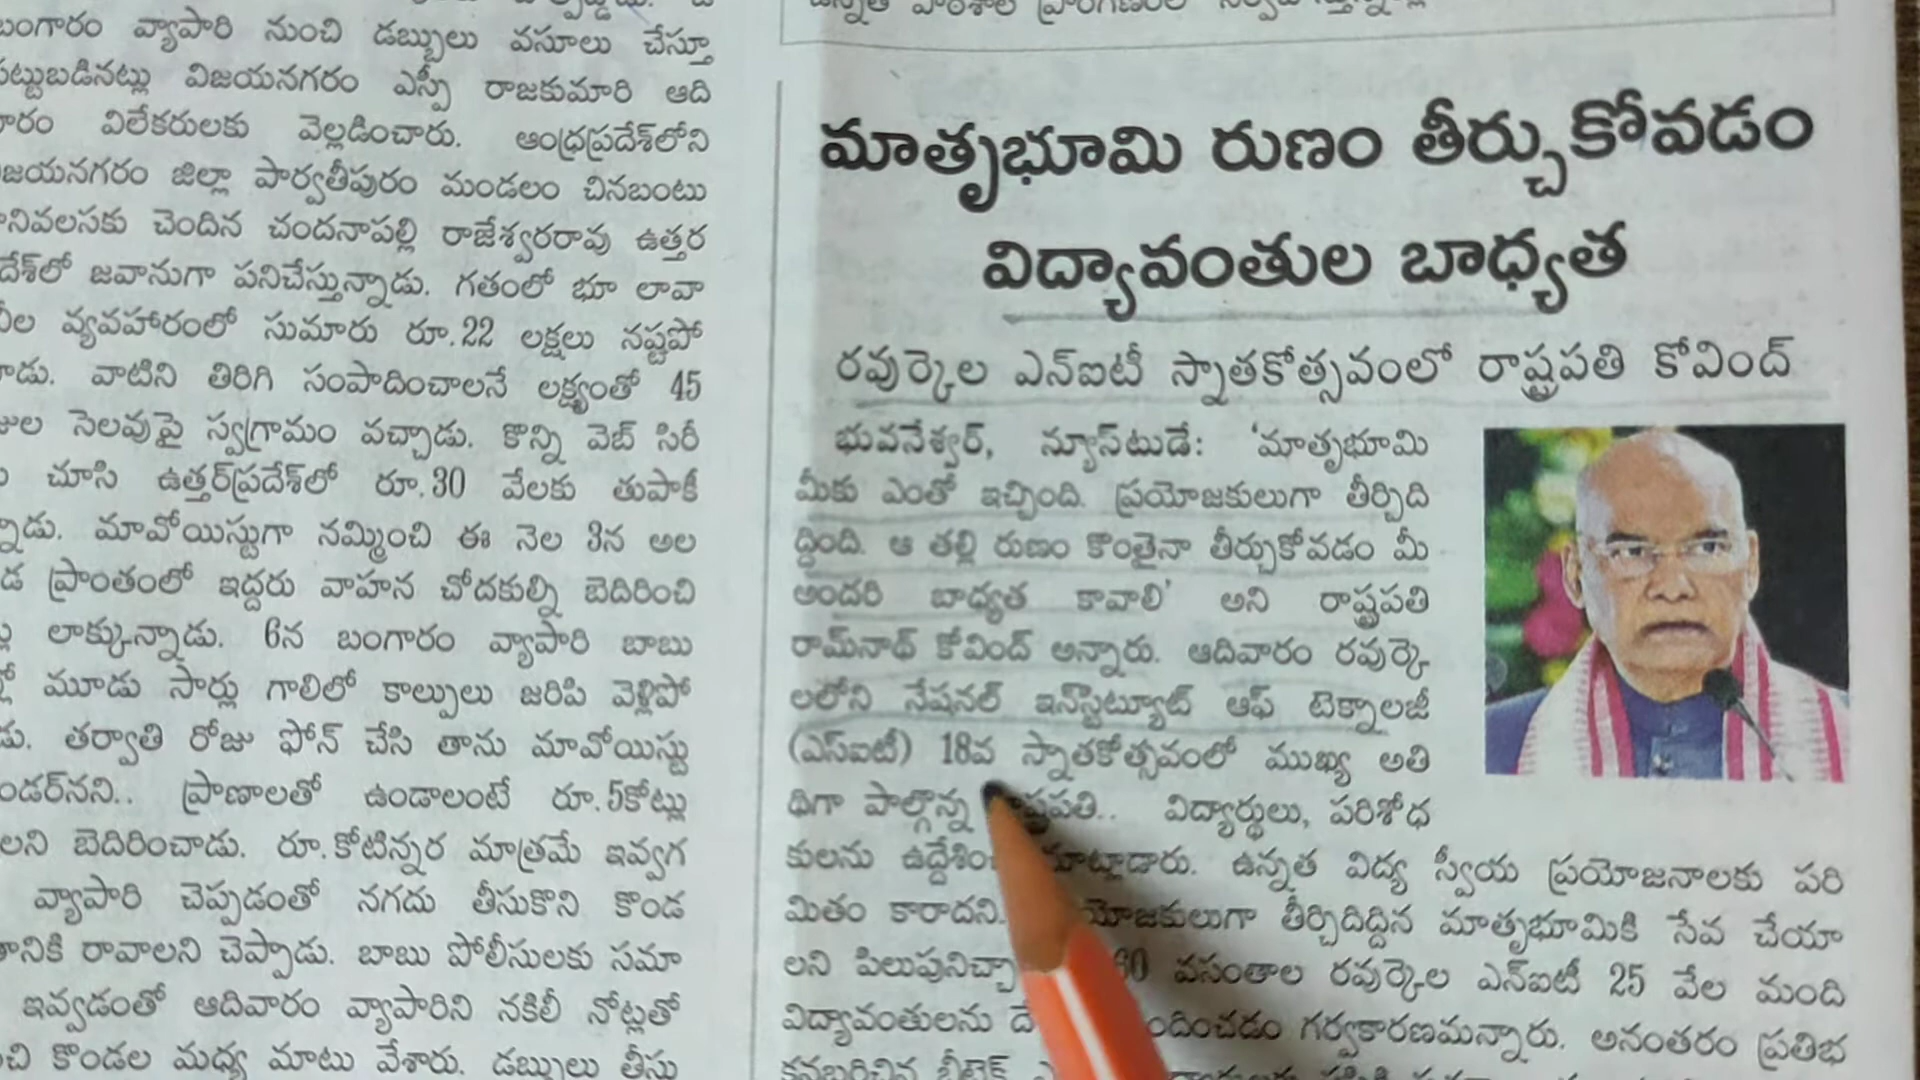 బంగారం వ్యాపారి నుంచి డబ్బులు వసూలు చేస్తూ
పట్టుబడినట్లు విజయనగరం ఎస్పీ రాజకుమారి ఆది
వారం విలేకరులకు వెల్లడించారు. ఆంధ్రప్రదేశ్‌లోని
జయనగరం జిల్లా పార్వతీపురం మండలం చినబంటు
నివలసకు చెందిన చందనాపల్లి రాజేశ్వరరావు ఉత్తర
దేశ్‌లో జవానుగా పనిచేస్తున్నాడు. గతంలో భూ లావా
వ్యవహారంలో సుమారు రూ.22 లక్షలు నష్టపో
వాటిని తిరిగి సంపాదించాలనే లక్ష్యంతో 45
సెలవుపై స్వగ్రామం వచ్చాడు. కొన్ని వెబ్ సిరీ
చూసి ఉత్తర్‌ప్రదేశ్‌లో రూ.30 వేలకు తుపాకీ
మావోయిస్టుగా నమ్మించి ఈ నెల 3న అల
డ ప్రాంతంలో ఇద్దరు వాహన చోదకుల్ని బెదిరించి
లాక్కున్నాడు. 6న బంగారం వ్యాపారి బాబు
మూడు సార్లు గాలిలో కాల్పులు జరిపి వెళ్లిపో
డు. తర్వాతి రోజు ఫోన్ చేసి తాను మావోయిస్టు
ండర్‌నని.. ప్రాణాలతో ఉండాలంటే రూ.5కోట్లు
లని బెదిరించాడు. రూ.కోటిన్నర మాత్రమే ఇవ్వగ
వ్యాపారి చెప్పడంతో నగదు తీసుకొని కొండ
రావాలని చెప్పాడు. బాబు పోలీసులకు సమా
ఇవ్వడంతో ఆదివారం వ్యాపారిని నకిలీ నోట్లతో
చి కొండల మధ్య మాటు వేశారు. డబ్బులు తీసు
మాతృభూమి రుణం తీర్చుకోవడం
విద్యావంతుల బాధ్యత
రవుర్కెల ఎన్‌ఐటీ స్నాతకోత్సవంలో రాష్ట్రపతి కోవింద్
భువనేశ్వర్, న్యూస్‌టుడే: ‘మాతృభూమి
మీకు ఎంతో ఇచ్చింది. ప్రయోజకులుగా తీర్చిది
ద్దింది. ఆ తల్లి రుణం కొంతైనా తీర్చుకోవడం మీ
అందరి బాధ్యత కావాలి’ అని రాష్ట్రపతి
రామ్‌నాథ్ కోవింద్ అన్నారు. ఆదివారం రవుర్కె
లలోని నేషనల్ ఇన్‌స్టిట్యూట్ ఆఫ్ టెక్నాలజీ
(ఎన్ఐటీ) 18వ స్నాతకోత్సవంలో ముఖ్య అతి
థిగా పాల్గొన్న రాష్ట్రపతి.. విద్యార్థులు, పరిశోధ
కులను ఉద్దేశించి మాట్లాడారు. ఉన్నత విద్య స్వీయ ప్రయోజనాలకు పరి
మితం కారాదని. యోజకులుగా తీర్చిదిద్దిన మాతృభూమికి సేవ చేయా
లని పిలుపునిచ్చా 60 వసంతాల రవుర్కెల ఎన్‌ఐటీ 25 వేల మంది
విద్యావంతులను దే ందించడం గర్వకారణమన్నారు. అనంతరం ప్రతిభ
కనబరిచిన బీటెక్